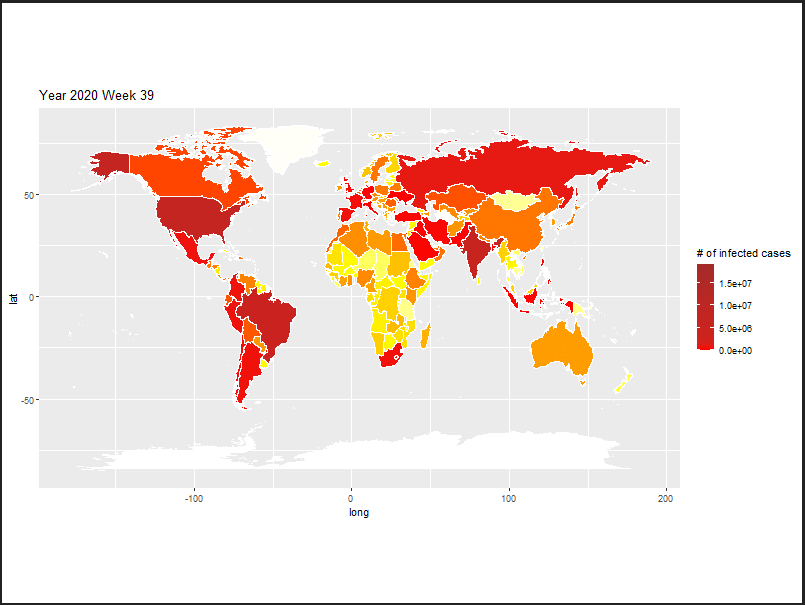 Year 2020 Week 39
# of infected cases
1.5e+07
1.0e+07
5.0e+06
0.0e+00
lat
50
0
-50
-100
0
100
200
long